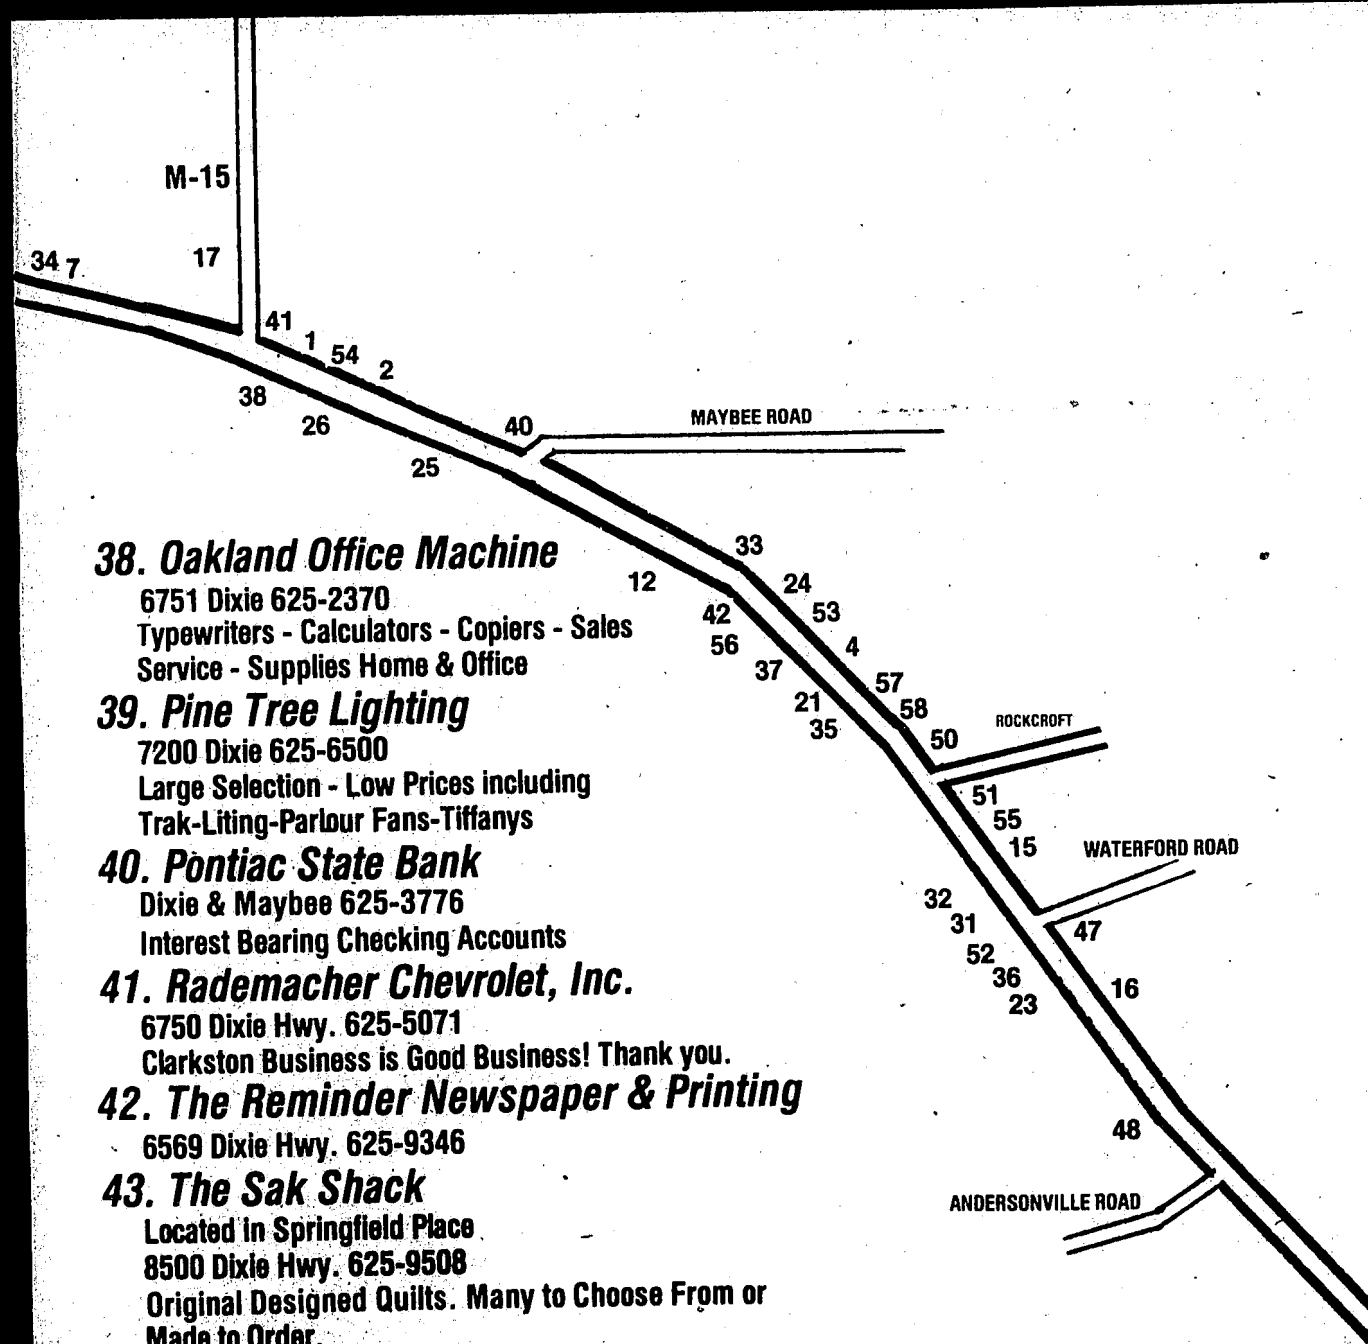 M-15
17
34 7
41
1
54
2
38
26
25
40
MAYBEE ROAD
33
12
24
42
53
56
4
37
57
21
58
35
50
ROCKCROFT
51
55
15
WATERFORD ROAD
32
31
47
52
36
16
23
48
ANDERSONVILLE ROAD
38. Oakland Office Machine
6751 Dixie 625-2370
Typewriters - Calculators - Copiers - Sales
Service - Supplies Home & Office
39. Pine Tree Lighting
7200 Dixie 625-6500
Large Selection - Low Prices including
Trak-Liting-Parlour Fans-Tiffanys
40. Pontiac State Bank
Dixie & Maybee 625-3776
Interest Bearing Checking Accounts
41. Rademacher Chevrolet, Inc.
6750 Dixie Hwy. 625-5071
Clarkston Business is Good Business! Thank you.
42. The Reminder Newspaper & Printing
6569 Dixie Hwy. 625-9346
43. The Sak Shack
Located in Springfield Place
8500 Dixie Hwy. 625-9508
Original Designed Quilts. Many to Choose From or
Made to Order.